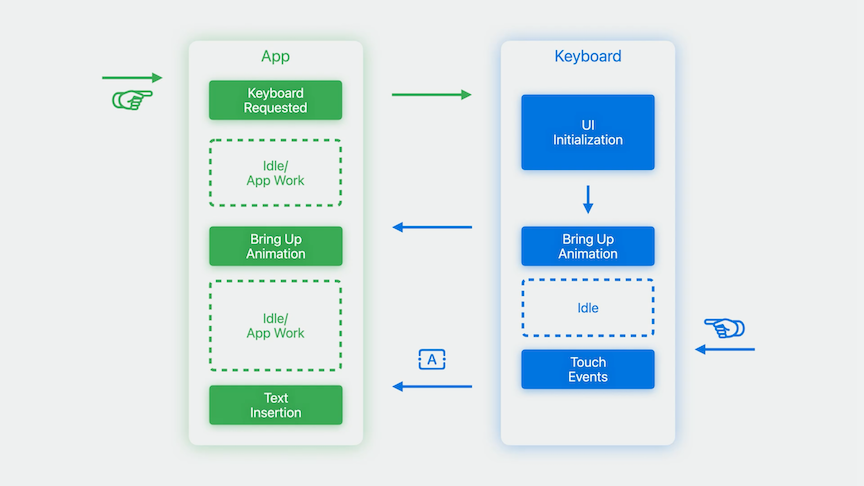 App
Keyboard
Requested
Idle/
App Work
Bring Up
Animation
Idle/
App Work
Text
Insertion
Keyboard
UI
Initialization
Bring Up
Animation
Idle
Touch
Events
A